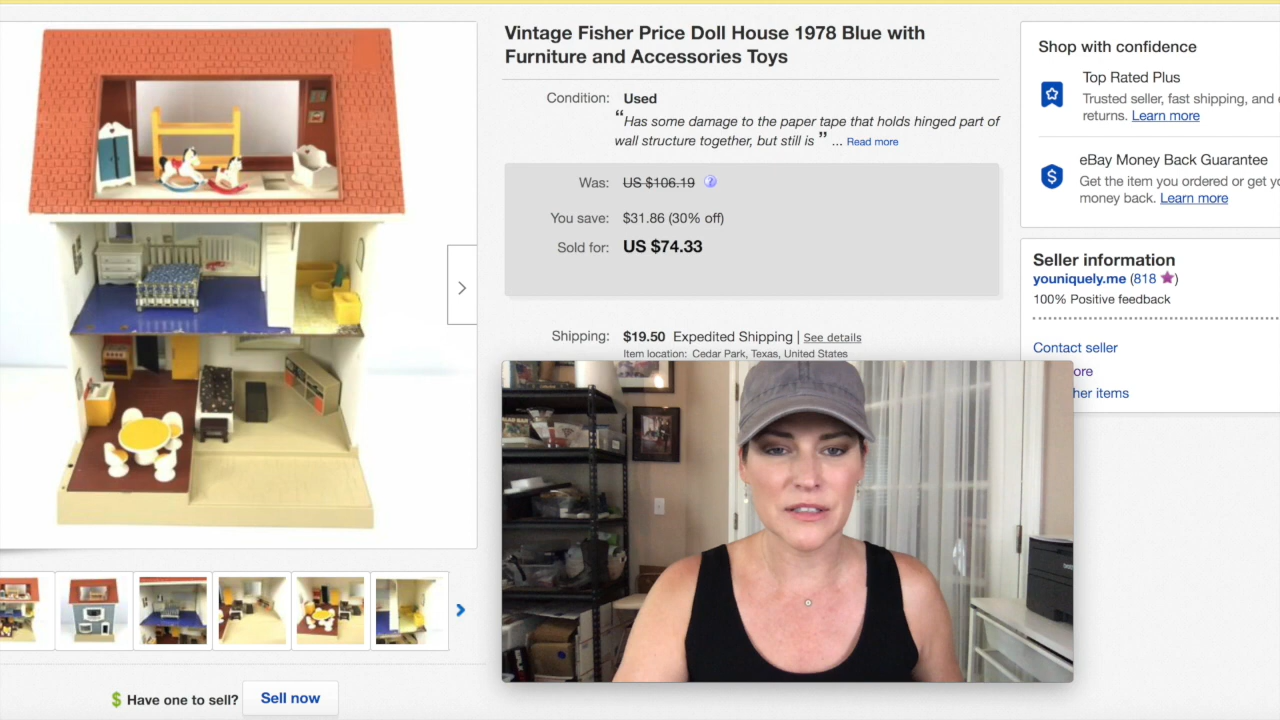 Vintage Fisher Price Doll House 1978 Blue with
Furniture and Accessories Toys
Condition: Used
“Has some damage to the paper tape that holds hinged part of
wall structure together, but still is ” ... Read more
Was: US $106.19 ?
You save: $31.86 (30% off)
Sold for: US $74.33
Shipping: $19.50 Expedited Shipping | See details
Item location: Cedar Park, Texas, United States
Shop with confidence
Top Rated Plus
Trusted seller, fast shipping, and
returns. Learn more
eBay Money Back Guarantee
Get the item you ordered or get
money back. Learn more
Seller information
youniquely.me (818 )
100% Positive feedback
Contact seller
ore
her items
$ Have one to sell? Sell now